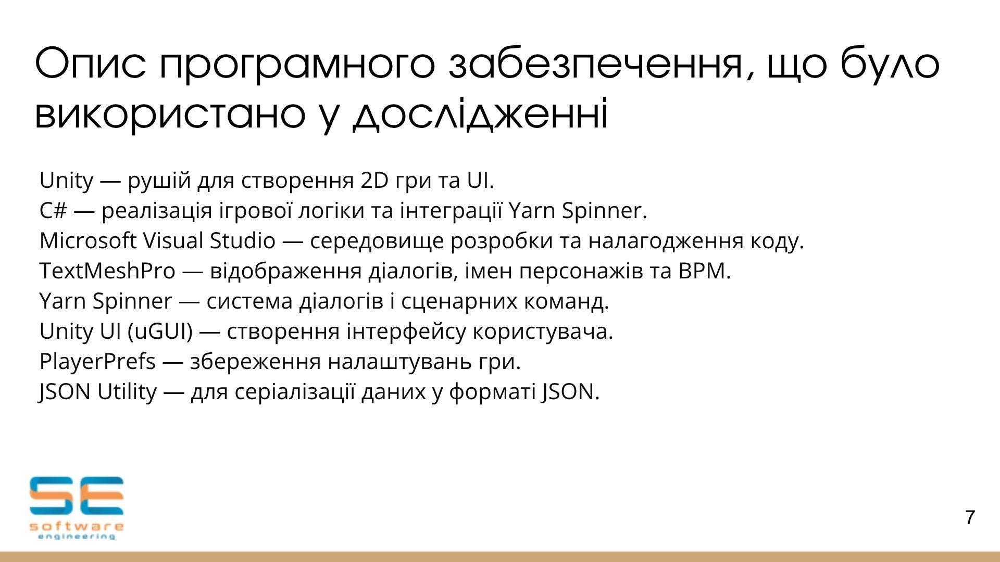 Опис програмного забезпечення, що було
використано у дослідженні
Unity — рушій для створення 2D гри та UI.
C# — реалізація ігрової логіки та інтеграції Yarn Spinner.
Microsoft Visual Studio — середовище розробки та налагодження коду.
TextMeshPro — відображення діалогів, імен персонажів та BPM.
Yarn Spinner — система діалогів і сценарних команд.
Unity UI (uGUI) — створення інтерфейсу користувача.
PlayerPrefs — збереження налаштувань гри.
JSON Utility — для серіалізації даних у форматі JSON.
SE
software
engineering
7